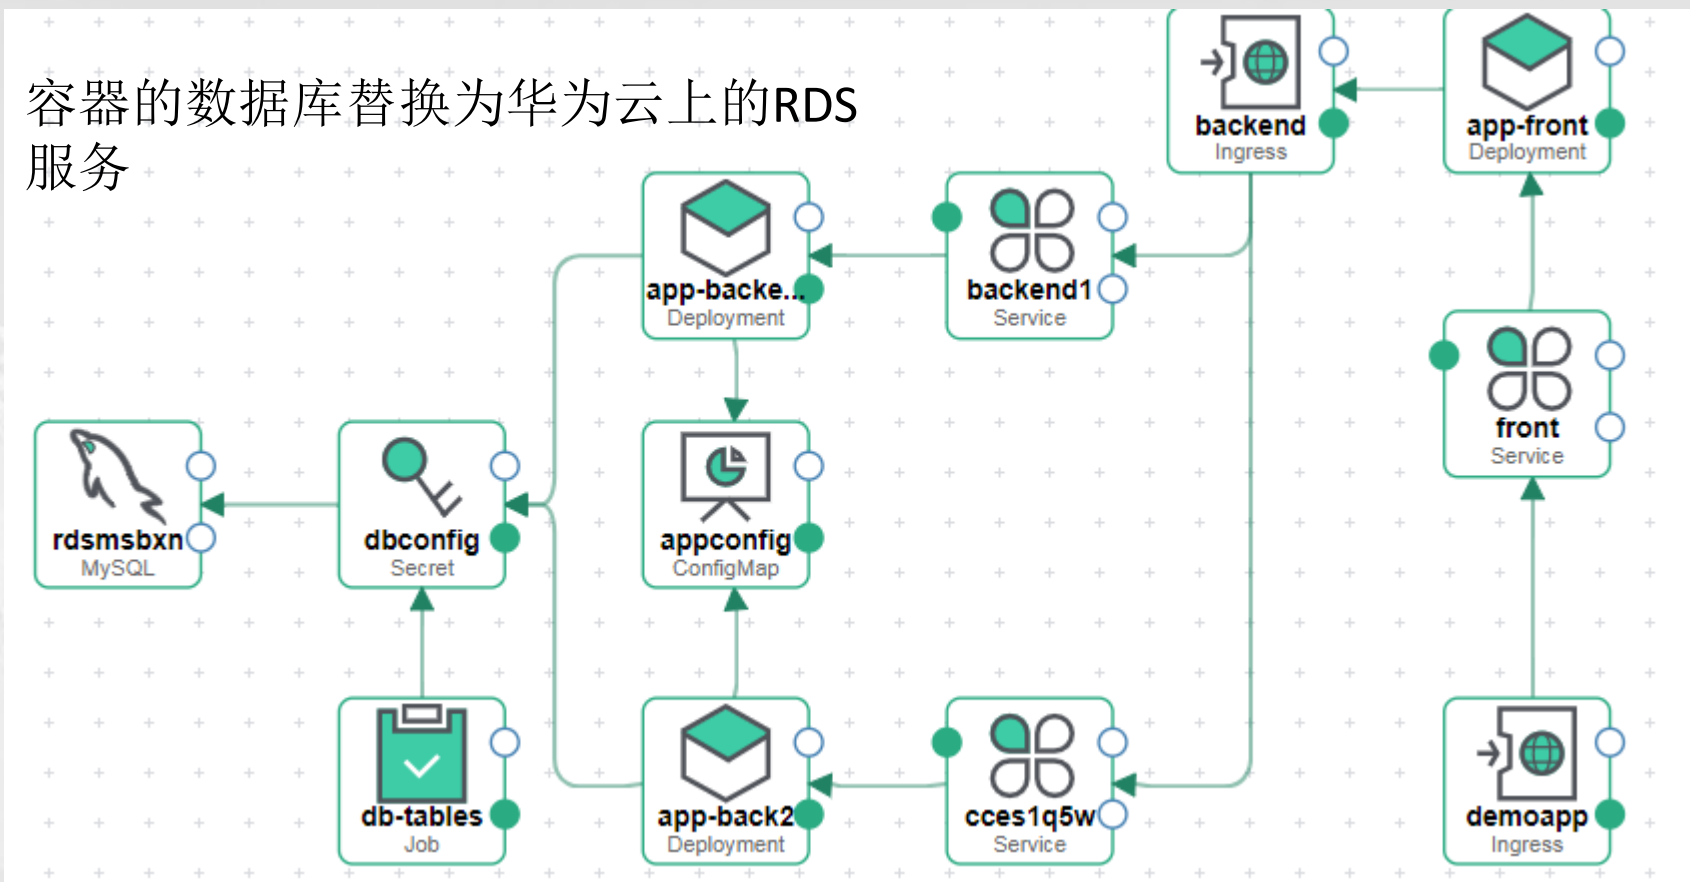 容器的数据库替换为华为云上的RDS
服务
backend
Ingress
app-front
Deployment
app-backe...
Deployment
backend1
Service
front
Service
rdsmsbxn
MySQL
dbconfig
Secret
appconfig
ConfigMap
db-tables
Job
app-back2
Deployment
cces1q5w
Service
demoapp
Ingress